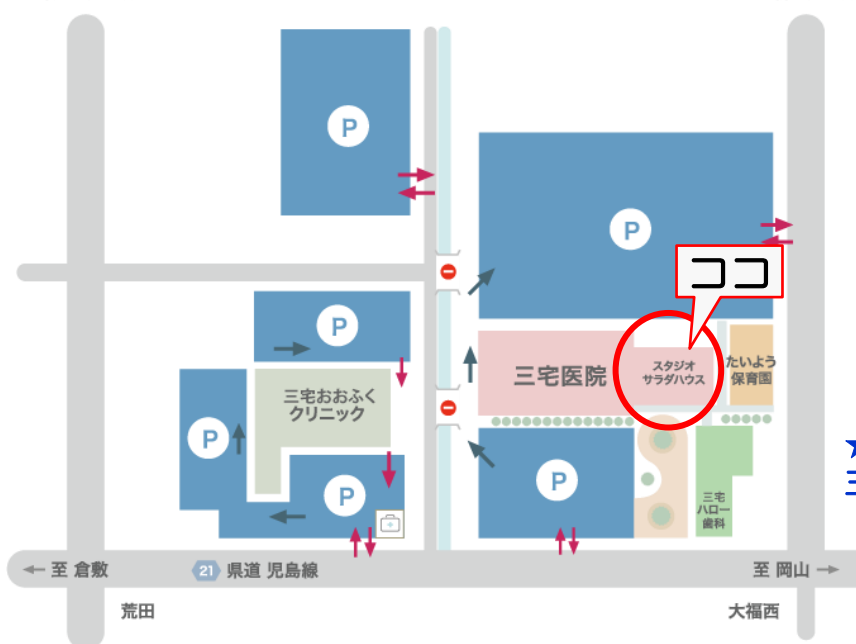 P
P
ココ
P
三宅医院
スタジオ
サラダハウス
たいよう
保育園
三宅おおふく
クリニック
P
P
P
三宅
ハロー
歯科
← 至 倉敷
21 県道 児島線
至 岡山 →
荒田
大福西